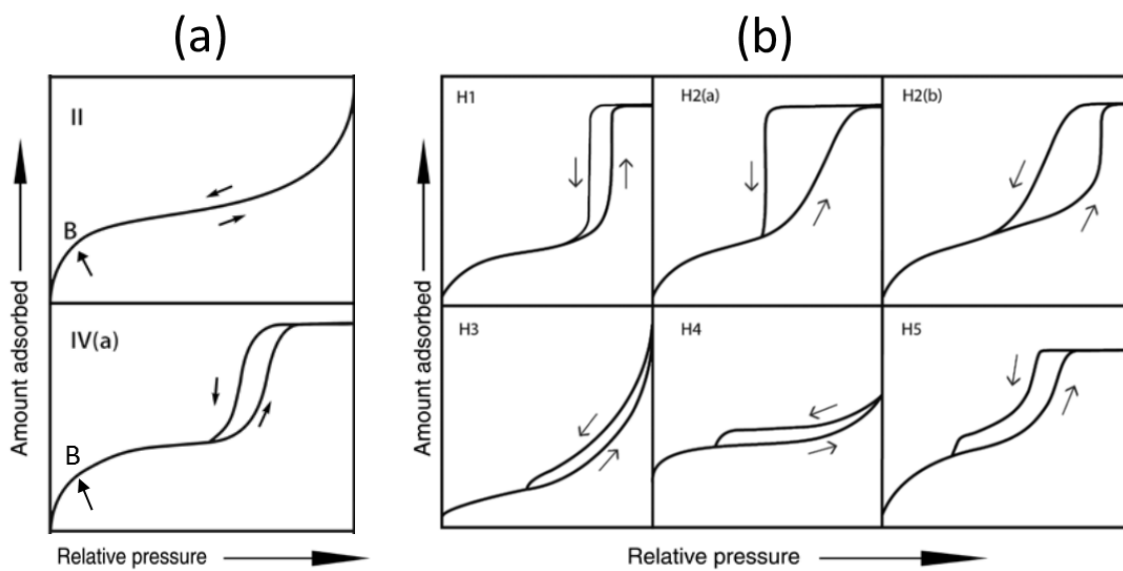 (a)
II
B
IV(a)
B
Amount adsorbed
Relative pressure
(b)
H1
H2(a)
H2(b)
H3
H4
H5
Amount adsorbed
Relative pressure